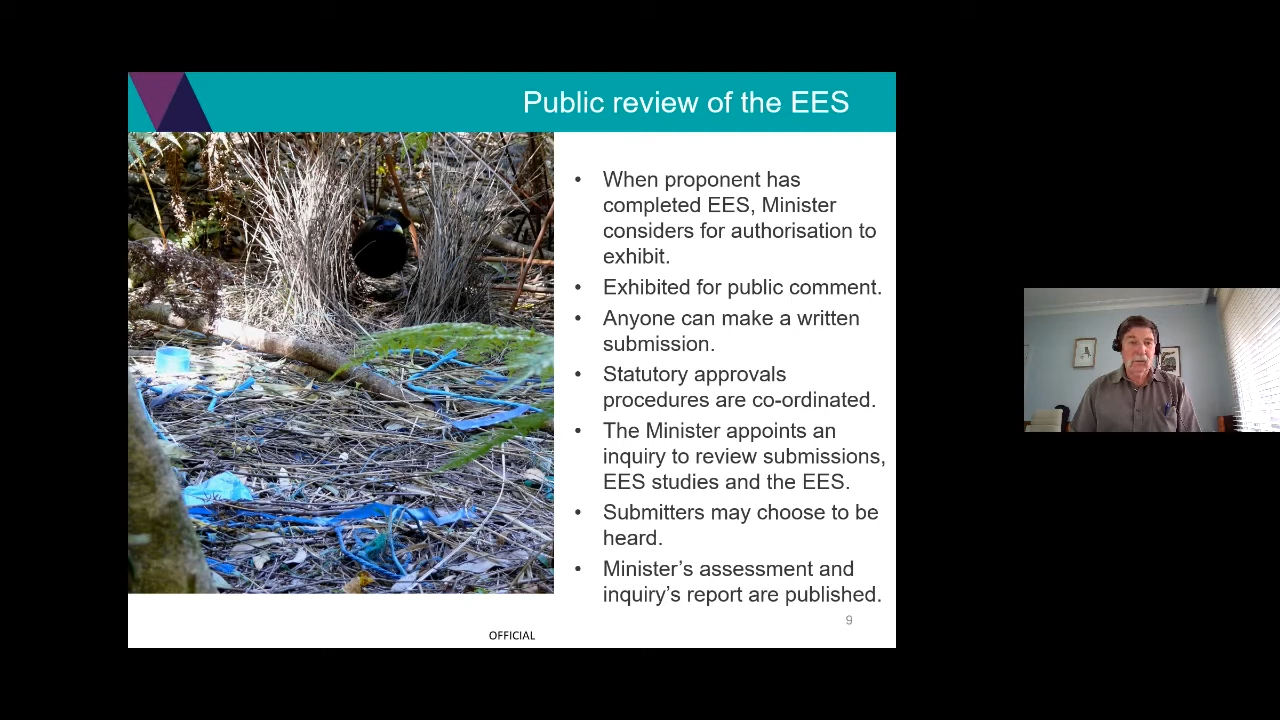 Public review of the EES
• When proponent has
completed EES, Minister
considers for authorisation to
exhibit.
• Exhibited for public comment.
• Anyone can make a written
submission.
• Statutory approvals
procedures are co-ordinated.
• The Minister appoints an
inquiry to review submissions,
EES studies and the EES.
• Submitters may choose to be
heard.
• Minister’s assessment and
inquiry’s report are published.
9
OFFICIAL